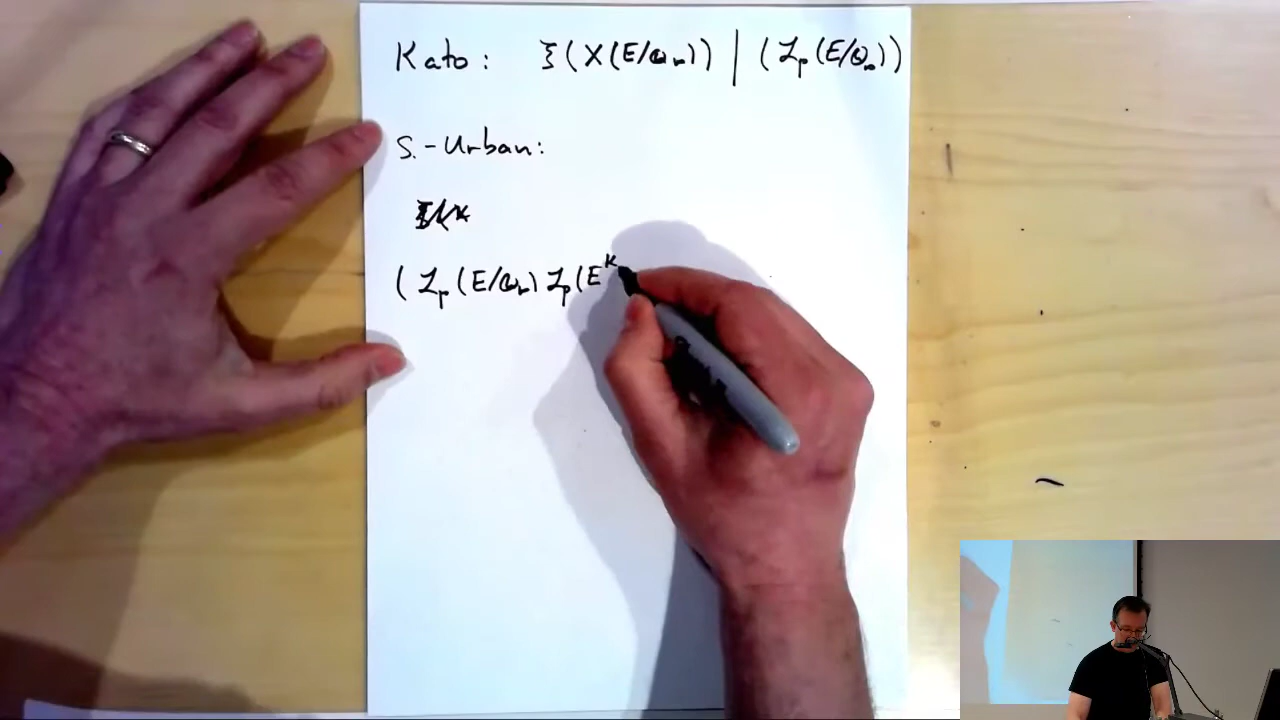 Kato: ξ(X(E/Q∞)) | (ℒp(E/Q∞))
S.-Urban:
(ℒp(E/Q∞) ℒp(E^K